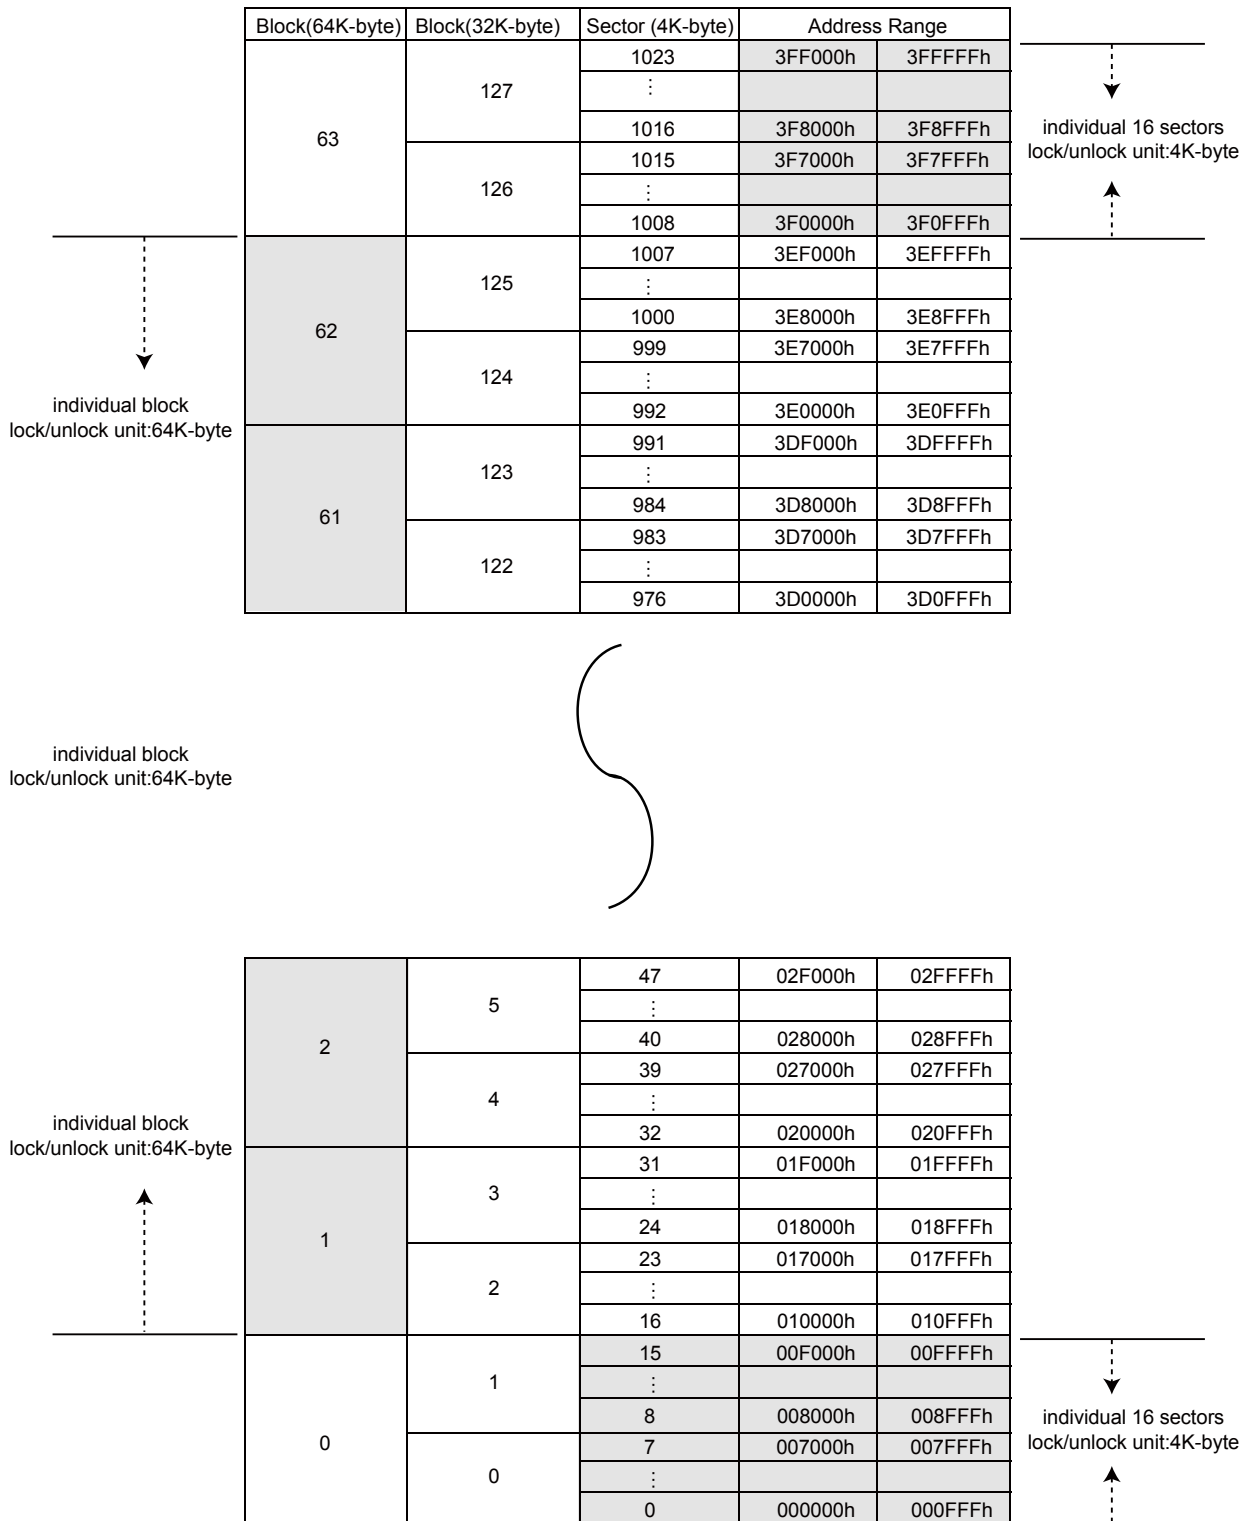 Block(64K-byte) Block(32K-byte) Sector (4K-byte) Address Range
1023 3FF000h 3FFFFFh
127 ⋮
1016 3F8000h 3F8FFFh
63
1015 3F7000h 3F7FFFh
126 ⋮
1008 3F0000h 3F0FFFh
individual 16 sectors
lock/unlock unit:4K-byte
1007 3EF000h 3EFFFFh
125 ⋮
1000 3E8000h 3E8FFFh
62
999 3E7000h 3E7FFFh
124 ⋮
992 3E0000h 3E0FFFh
individual block
lock/unlock unit:64K-byte
991 3DF000h 3DFFFFh
123 ⋮
984 3D8000h 3D8FFFh
61
983 3D7000h 3D7FFFh
122 ⋮
976 3D0000h 3D0FFFh
individual block
lock/unlock unit:64K-byte
47 02F000h 02FFFFh
5 ⋮
40 028000h 028FFFh
2
39 027000h 027FFFh
4 ⋮
32 020000h 020FFFh
individual block
lock/unlock unit:64K-byte
31 01F000h 01FFFFh
3 ⋮
24 018000h 018FFFh
1
23 017000h 017FFFh
2 ⋮
16 010000h 010FFFh
15 00F000h 00FFFFh
1 ⋮
8 008000h 008FFFh
0
7 007000h 007FFFh
0 ⋮
0 000000h 000FFFh
individual 16 sectors
lock/unlock unit:4K-byte